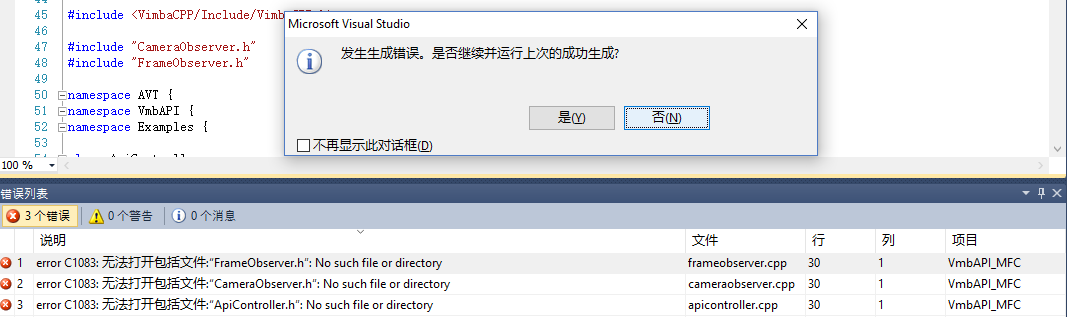 45 #include <VimbaCPP/Include/Vimb
Microsoft Visual Studio
46
47 #include "CameraObserver.h"
48 #include "FrameObserver.h"
发生生成错误。是否继续并运行上次的成功生成?
49
50 namespace AVT {
51 namespace VmbAPI {
52 namespace Examples {
是(Y) 否(N)
53
不再显示此对话框(D)
100 %
错误列表
3 个错误 0 个警告 0 个消息
说明 文件 行 列 项目
1 error C1083: 无法打开包括文件:“FrameObserver.h”: No such file or directory frameobserver.cpp 30 1 VmbAPI_MFC
2 error C1083: 无法打开包括文件:“CameraObserver.h”: No such file or directory cameraobserver.cpp 30 1 VmbAPI_MFC
3 error C1083: 无法打开包括文件:“ApiController.h”: No such file or directory apicontroller.cpp 30 1 VmbAPI_MFC